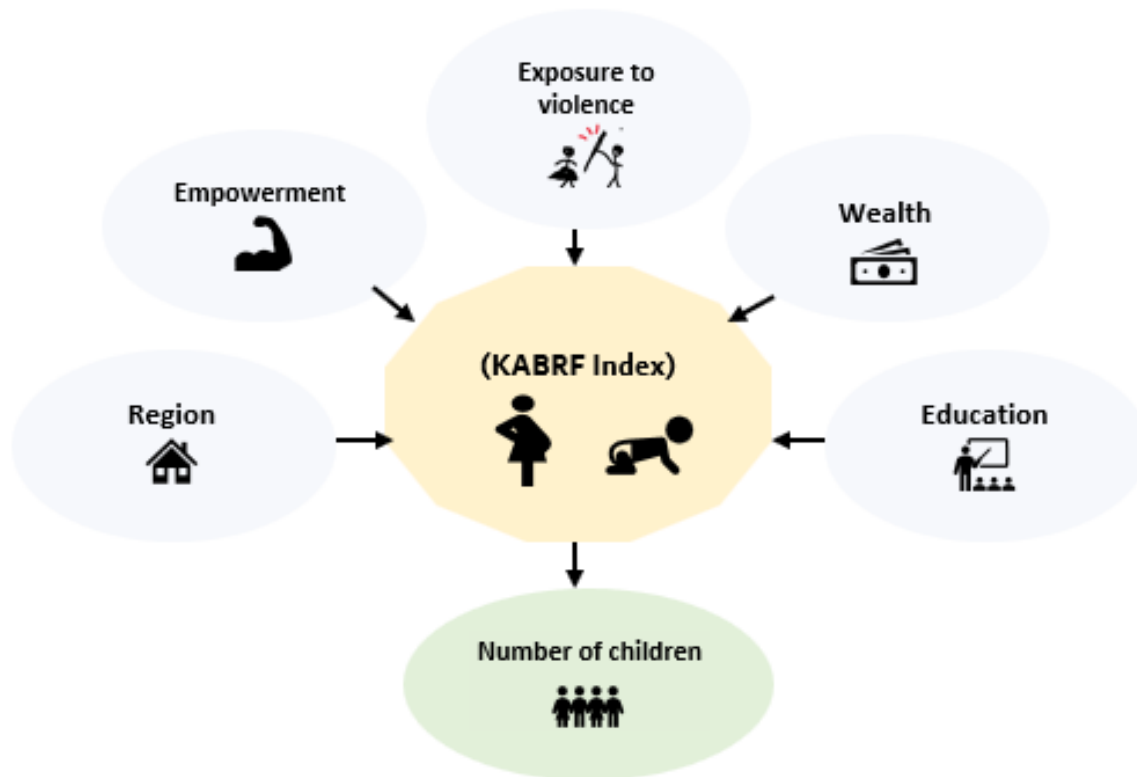 Exposure to
violence
Empowerment
Wealth
(KABRF Index)
Region
Education
Number of children